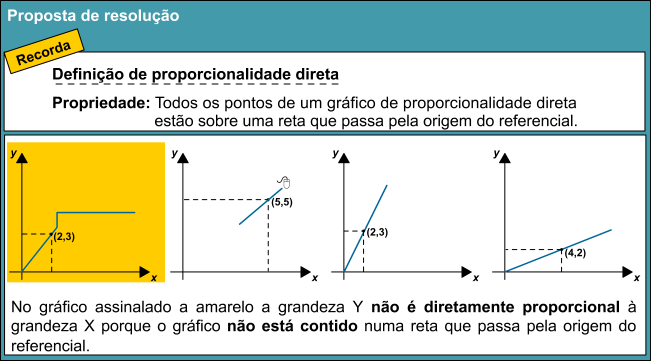 Proposta de resolução
Recorda
Definição de proporcionalidade direta
Propriedade: Todos os pontos de um gráfico de proporcionalidade direta
estão sobre uma reta que passa pela origem do referencial.
y
(2,3)
x
y
(5,5)
x
y
(2,3)
x
y
(4,2)
x
No gráfico assinalado a amarelo a grandeza Y não é diretamente proporcional à
grandeza X porque o gráfico não está contido numa reta que passa pela origem do
referencial.